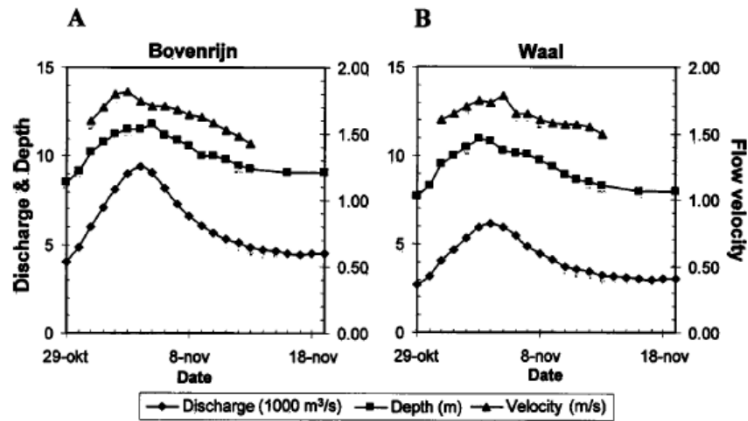 A
B
Bovenrijn
Waal
15
10
5
0
Discharge & Depth
2.00
1.50
1.00
0.50
0.00
29-okt
8-nov
18-nov
Date
15
10
5
0
2.00
1.50
1.00
0.50
0.00
Flow velocity
29-okt
8-nov
18-nov
Date
Discharge (1000 m³/s)
Depth (m)
Velocity (m/s)